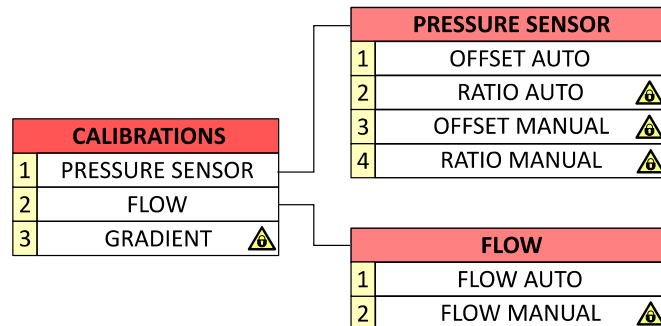 CALIBRATIONS
1 PRESSURE SENSOR
2 FLOW
3 GRADIENT
PRESSURE SENSOR
1 OFFSET AUTO
2 RATIO AUTO
3 OFFSET MANUAL
4 RATIO MANUAL
FLOW
1 FLOW AUTO
2 FLOW MANUAL